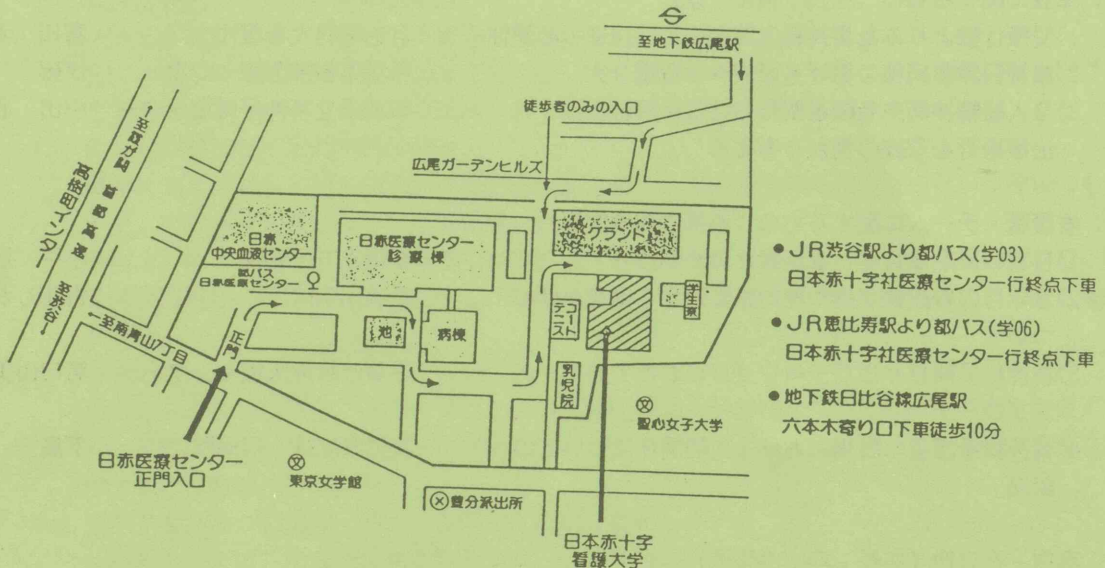 至地下鉄広尾駅
徒歩者のみの入口
広尾ガーデンヒルズ
高樹町インター
至渋谷→
←至南青山7丁目
日赤
中央血液センター
都バス
日赤医療センター
日赤医療センター
診療棟
グランド
池
病棟
コート
テニス
学生寮
乳児院
正門
聖心女子大学
東京女学館
豊分派出所
日赤医療センター
正門入口
日本赤十字
看護大学
●JR渋谷駅より都バス(学03)
日本赤十字社医療センター行終点下車
●JR恵比寿駅より都バス(学06)
日本赤十字社医療センター行終点下車
●地下鉄日比谷線広尾駅
六本木寄り口下車徒歩10分